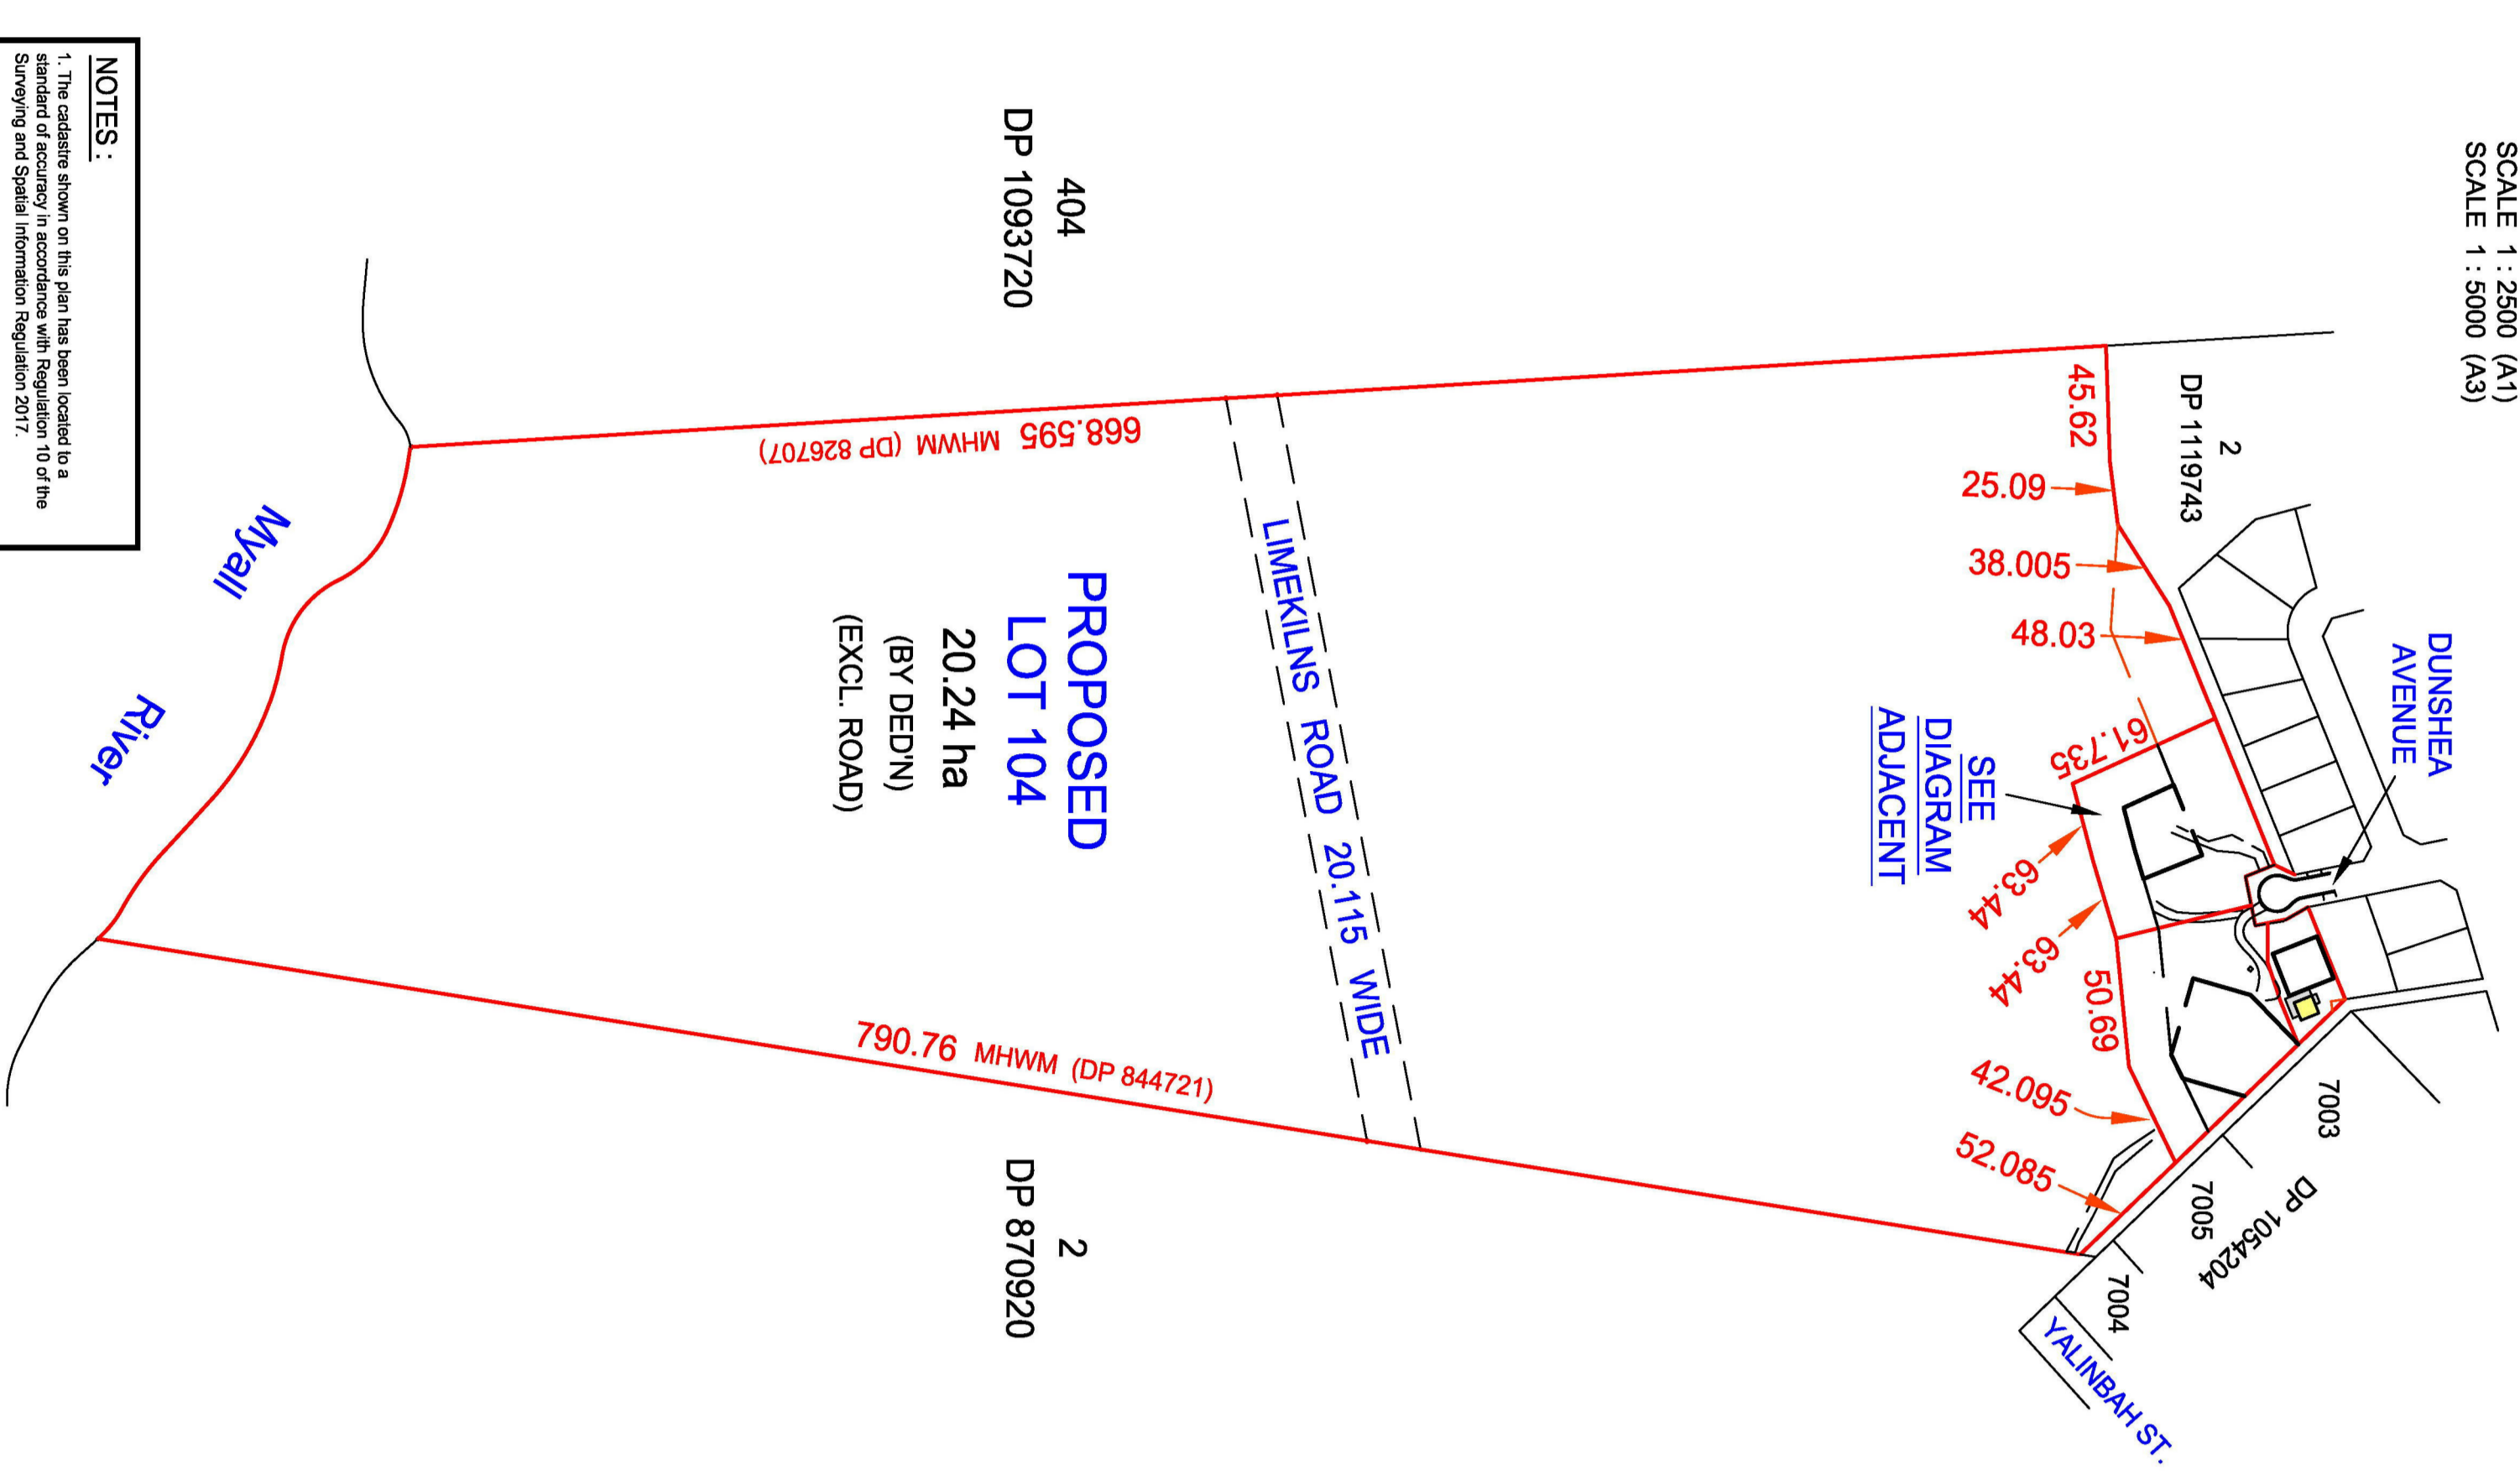 SCALE 1 : 2500 (A1)
SCALE 1 : 5000 (A3)
DUNSHEA
AVENUE
2
DP 1119743
7003
DP 1054204
7005
7004
YALINBAH ST.
45.62
25.09
38.005
48.03
61.735
63.44
63.44
50.69
42.095
52.085
SEE
DIAGRAM
ADJACENT
LIMEKILNS ROAD 20.115 WIDE
404
DP 1093720
668.595 MHWM (DP 826707)
PROPOSED
LOT 104
20.24 ha
(BY DED'N)
(EXCL. ROAD)
790.76 MHWM (DP 844721)
2
DP 870920
Myall
River
NOTES :
1. The cadastre shown on this plan has been located to a
standard of accuracy in accordance with Regulation 10 of the
Surveying and Spatial Information Regulation 2017.